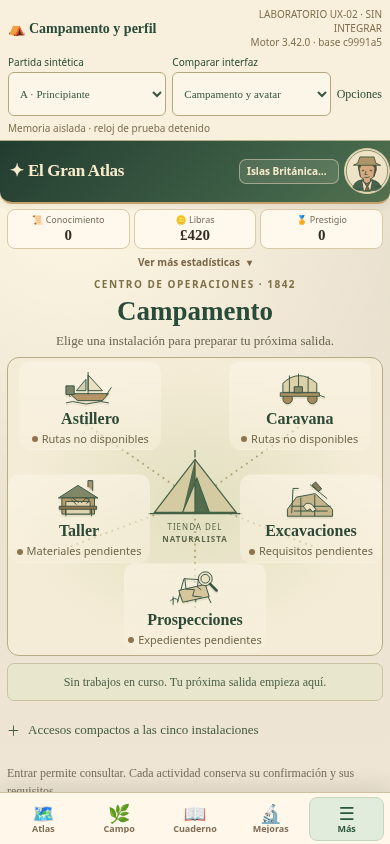 Campamento y perfil
LABORATORIO UX-02 · SIN
INTEGRAR
Motor 3.42.0 · base c9991a5
Partida sintética
Comparar interfaz
A · Principiante
Campamento y avatar
Opciones
Memoria aislada · reloj de prueba detenido
El Gran Atlas
Islas Británica...
Conocimiento
0
Libras
£420
Prestigio
0
Ver más estadísticas
CENTRO DE OPERACIONES · 1842
Campamento
Elige una instalación para preparar tu próxima salida.
Astillero
Rutas no disponibles
Caravana
Rutas no disponibles
Taller
Materiales pendientes
TIENDA DEL
NATURALISTA
Excavaciones
Requisitos pendientes
Prospecciones
Expedientes pendientes
Sin trabajos en curso. Tu próxima salida empieza aquí.
+ Accesos compactos a las cinco instalaciones
Entrar permite consultar. Cada actividad conserva su confirmación y sus
requisitos.
Atlas
Campo
Cuaderno
Mejoras
Más